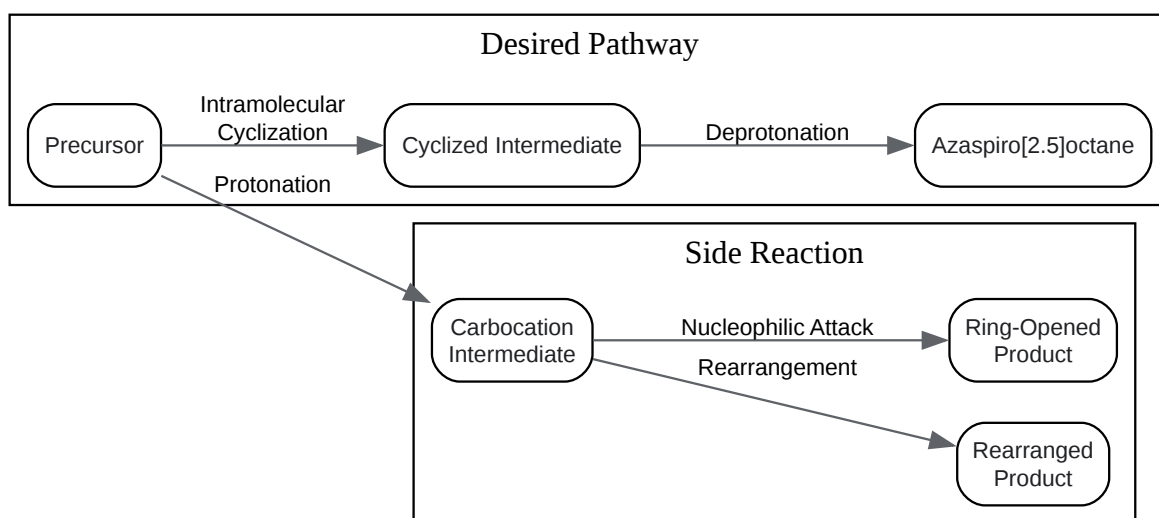 Desired Pathway
Intramolecular
Cyclization
Precursor
Cyclized Intermediate
Deprotonation
Azaspiro[2.5]octane
Protonation
Side Reaction
Carbocation
Intermediate
Nucleophilic Attack
Ring-Opened
Product
Rearrangement
Rearranged
Product